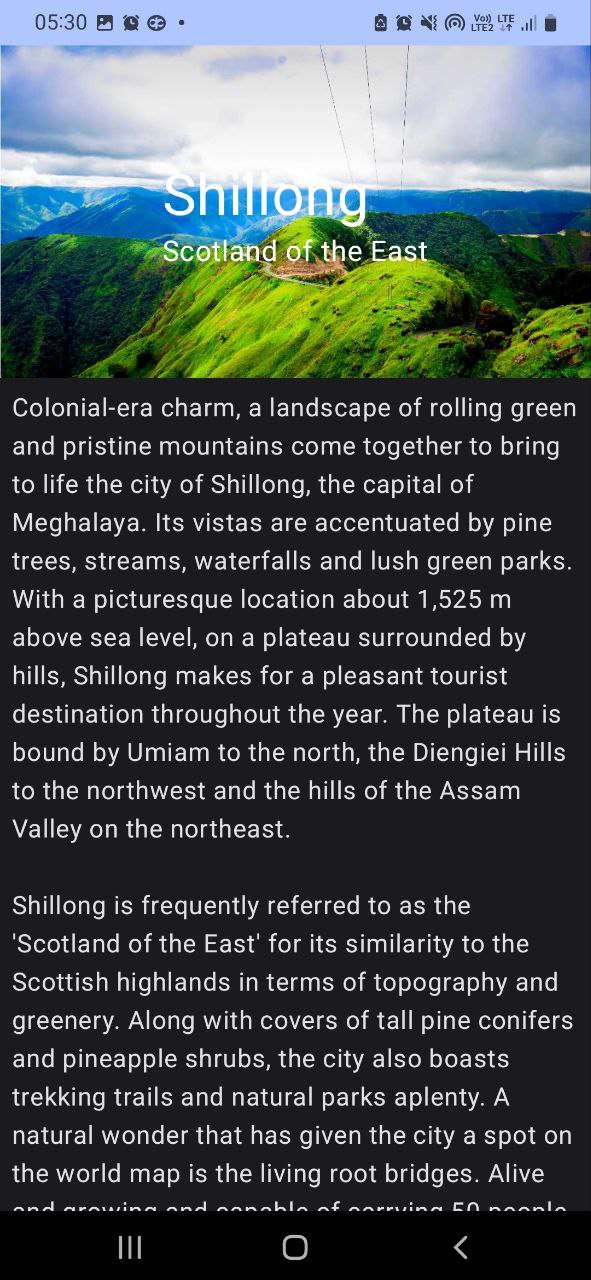 05:30
Vo)) LTE
LTE2
Shillong
Scotland of the East
Colonial-era charm, a landscape of rolling green
and pristine mountains come together to bring
to life the city of Shillong, the capital of
Meghalaya. Its vistas are accentuated by pine
trees, streams, waterfalls and lush green parks.
With a picturesque location about 1,525 m
above sea level, on a plateau surrounded by
hills, Shillong makes for a pleasant tourist
destination throughout the year. The plateau is
bound by Umiam to the north, the Diengiei Hills
to the northwest and the hills of the Assam
Valley on the northeast.
Shillong is frequently referred to as the
'Scotland of the East' for its similarity to the
Scottish highlands in terms of topography and
greenery. Along with covers of tall pine conifers
and pineapple shrubs, the city also boasts
trekking trails and natural parks aplenty. A
natural wonder that has given the city a spot on
the world map is the living root bridges. Alive
and growing and capable of carrying 50 people